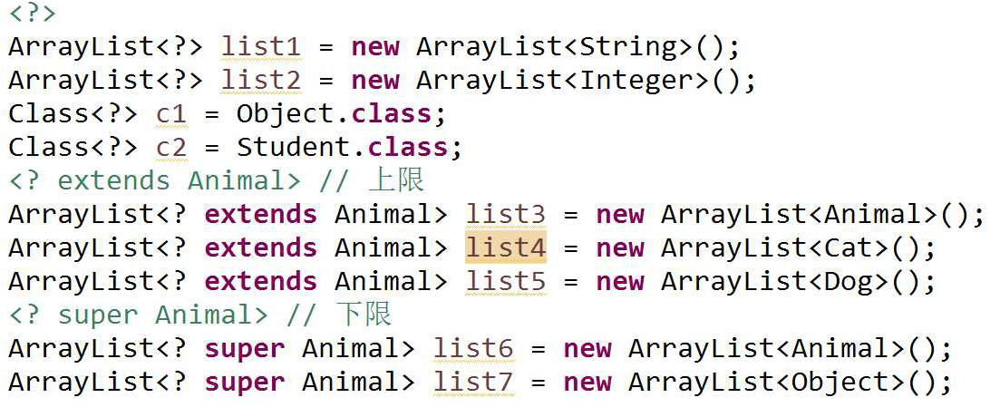 <?>
ArrayList<?> list1 = new ArrayList<String>();
ArrayList<?> list2 = new ArrayList<Integer>();
Class<?> c1 = Object.class;
Class<?> c2 = Student.class;
<? extends Animal> // 上限
ArrayList<? extends Animal> list3 = new ArrayList<Animal>();
ArrayList<? extends Animal> list4 = new ArrayList<Cat>();
ArrayList<? extends Animal> list5 = new ArrayList<Dog>();
<? super Animal> // 下限
ArrayList<? super Animal> list6 = new ArrayList<Animal>();
ArrayList<? super Animal> list7 = new ArrayList<Object>();